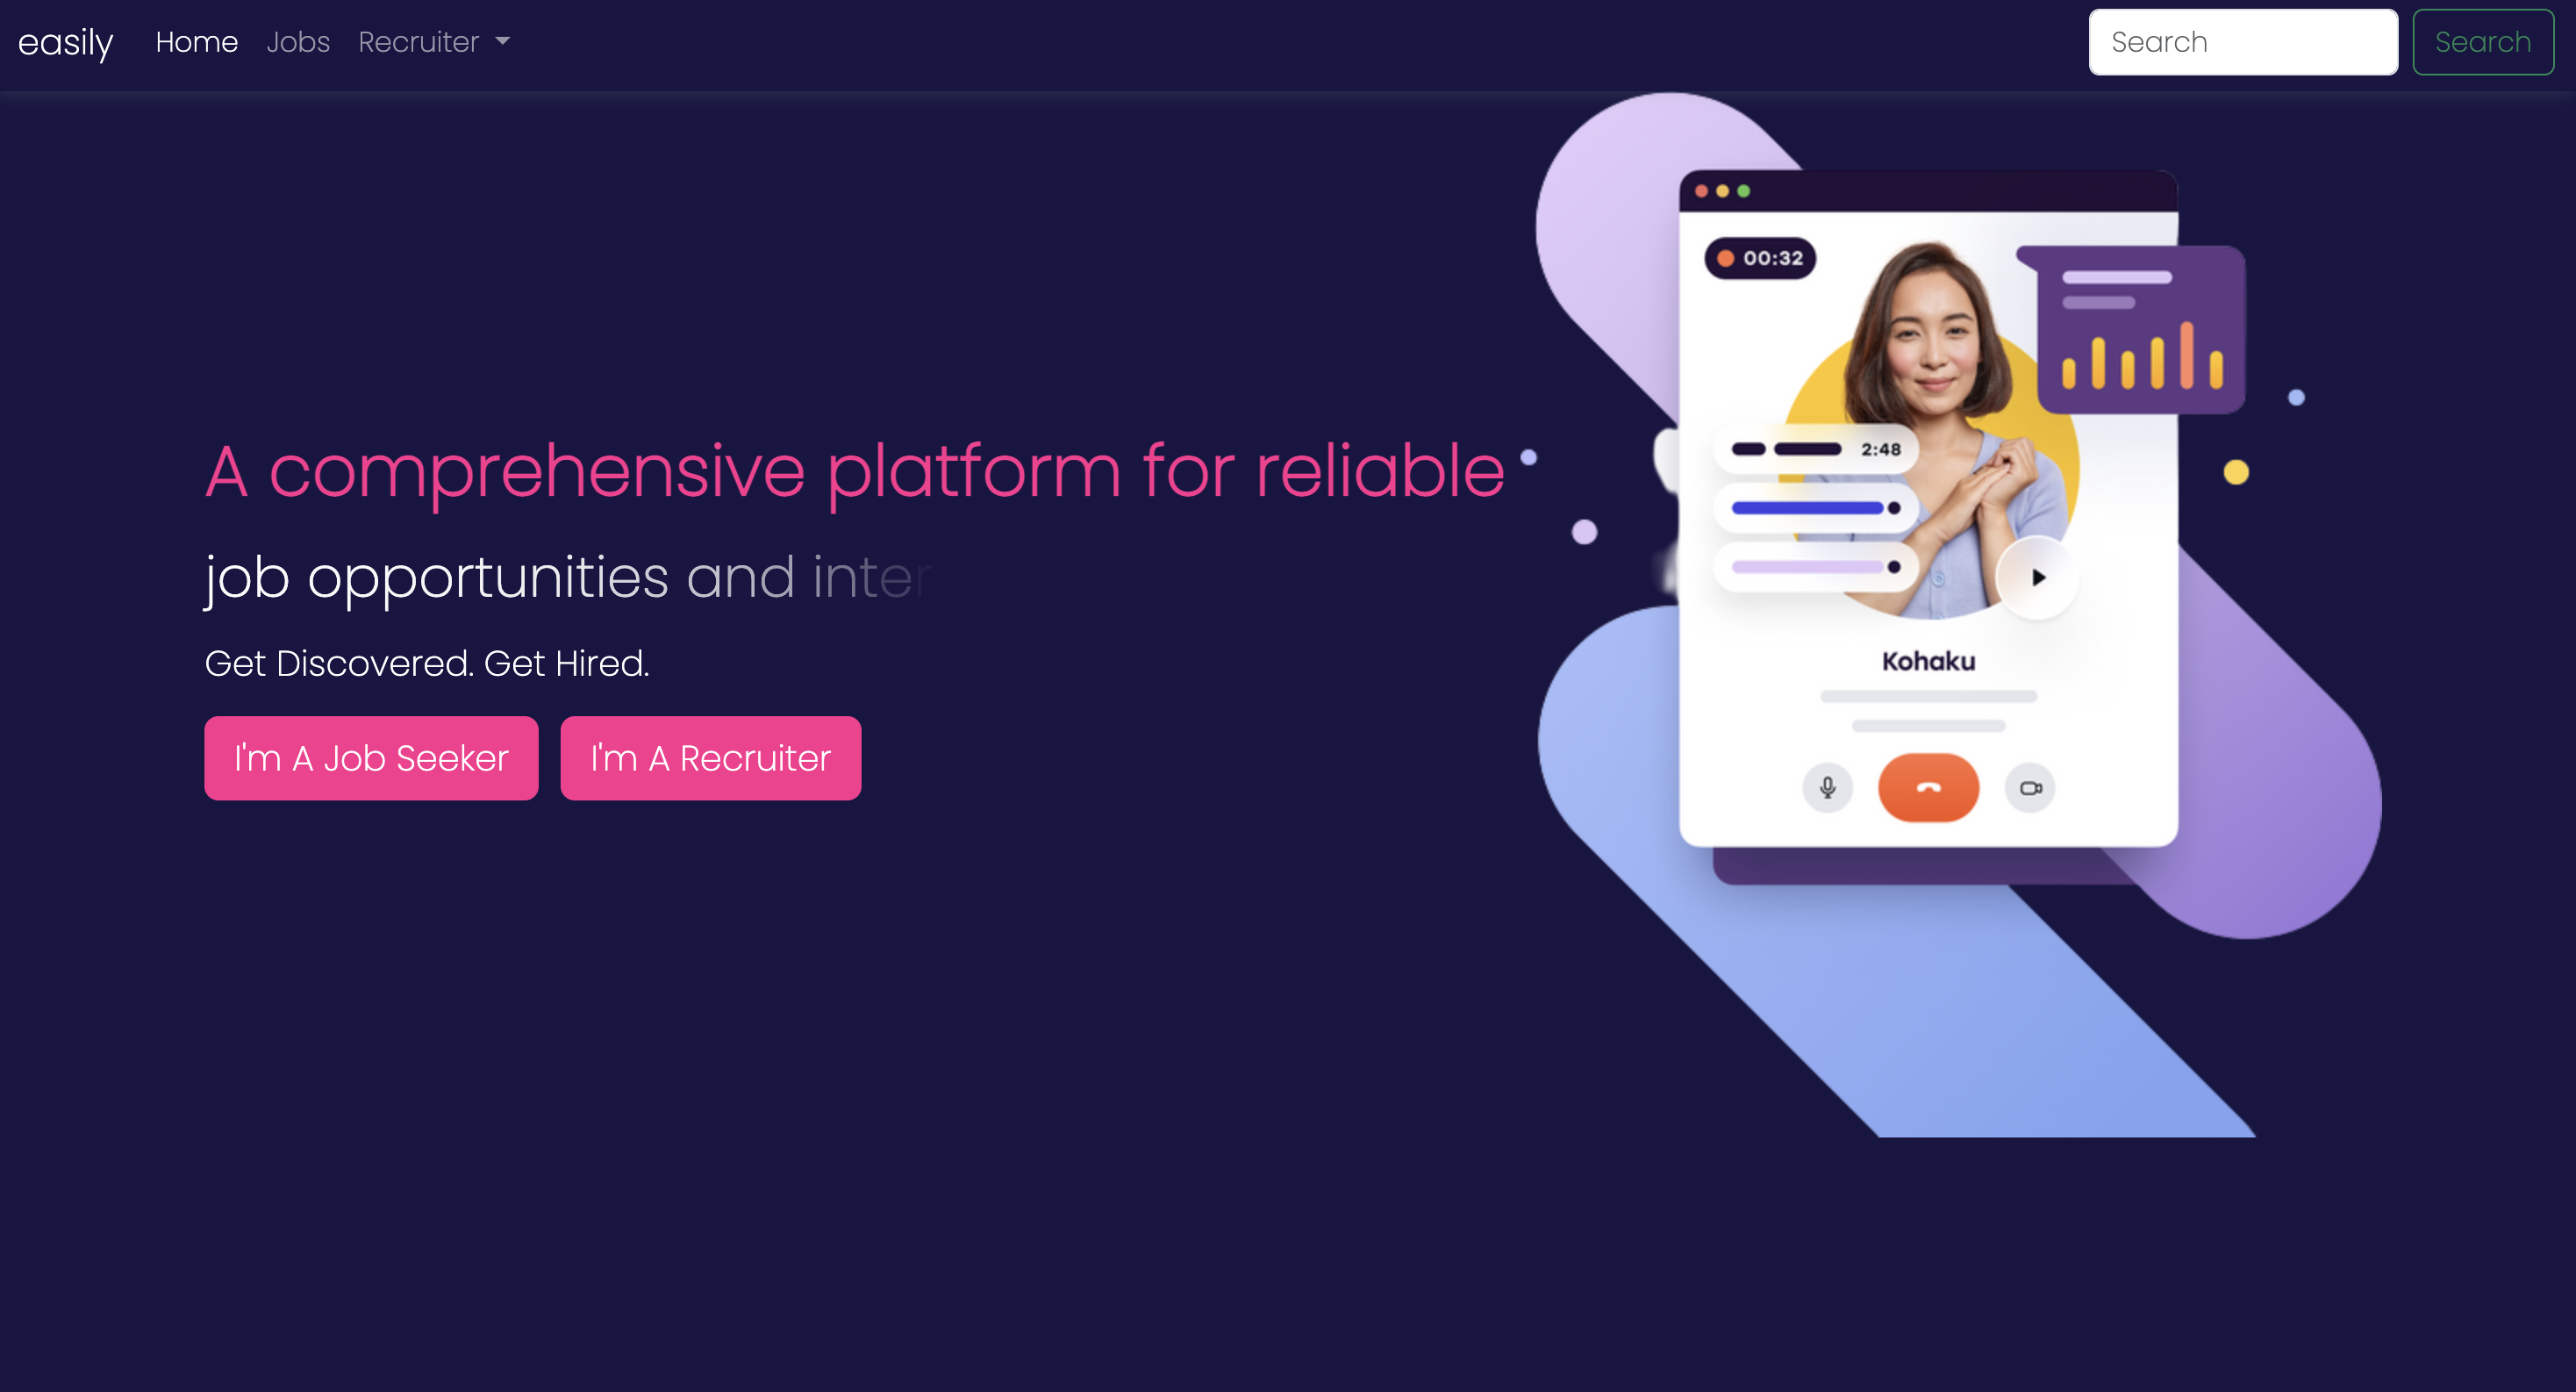 easily Home Jobs Recruiter Search Search
A comprehensive platform for reliable
job opportunities and inter
Get Discovered. Get Hired.
I'm A Job Seeker I'm A Recruiter
00:32
2:48
Kohaku